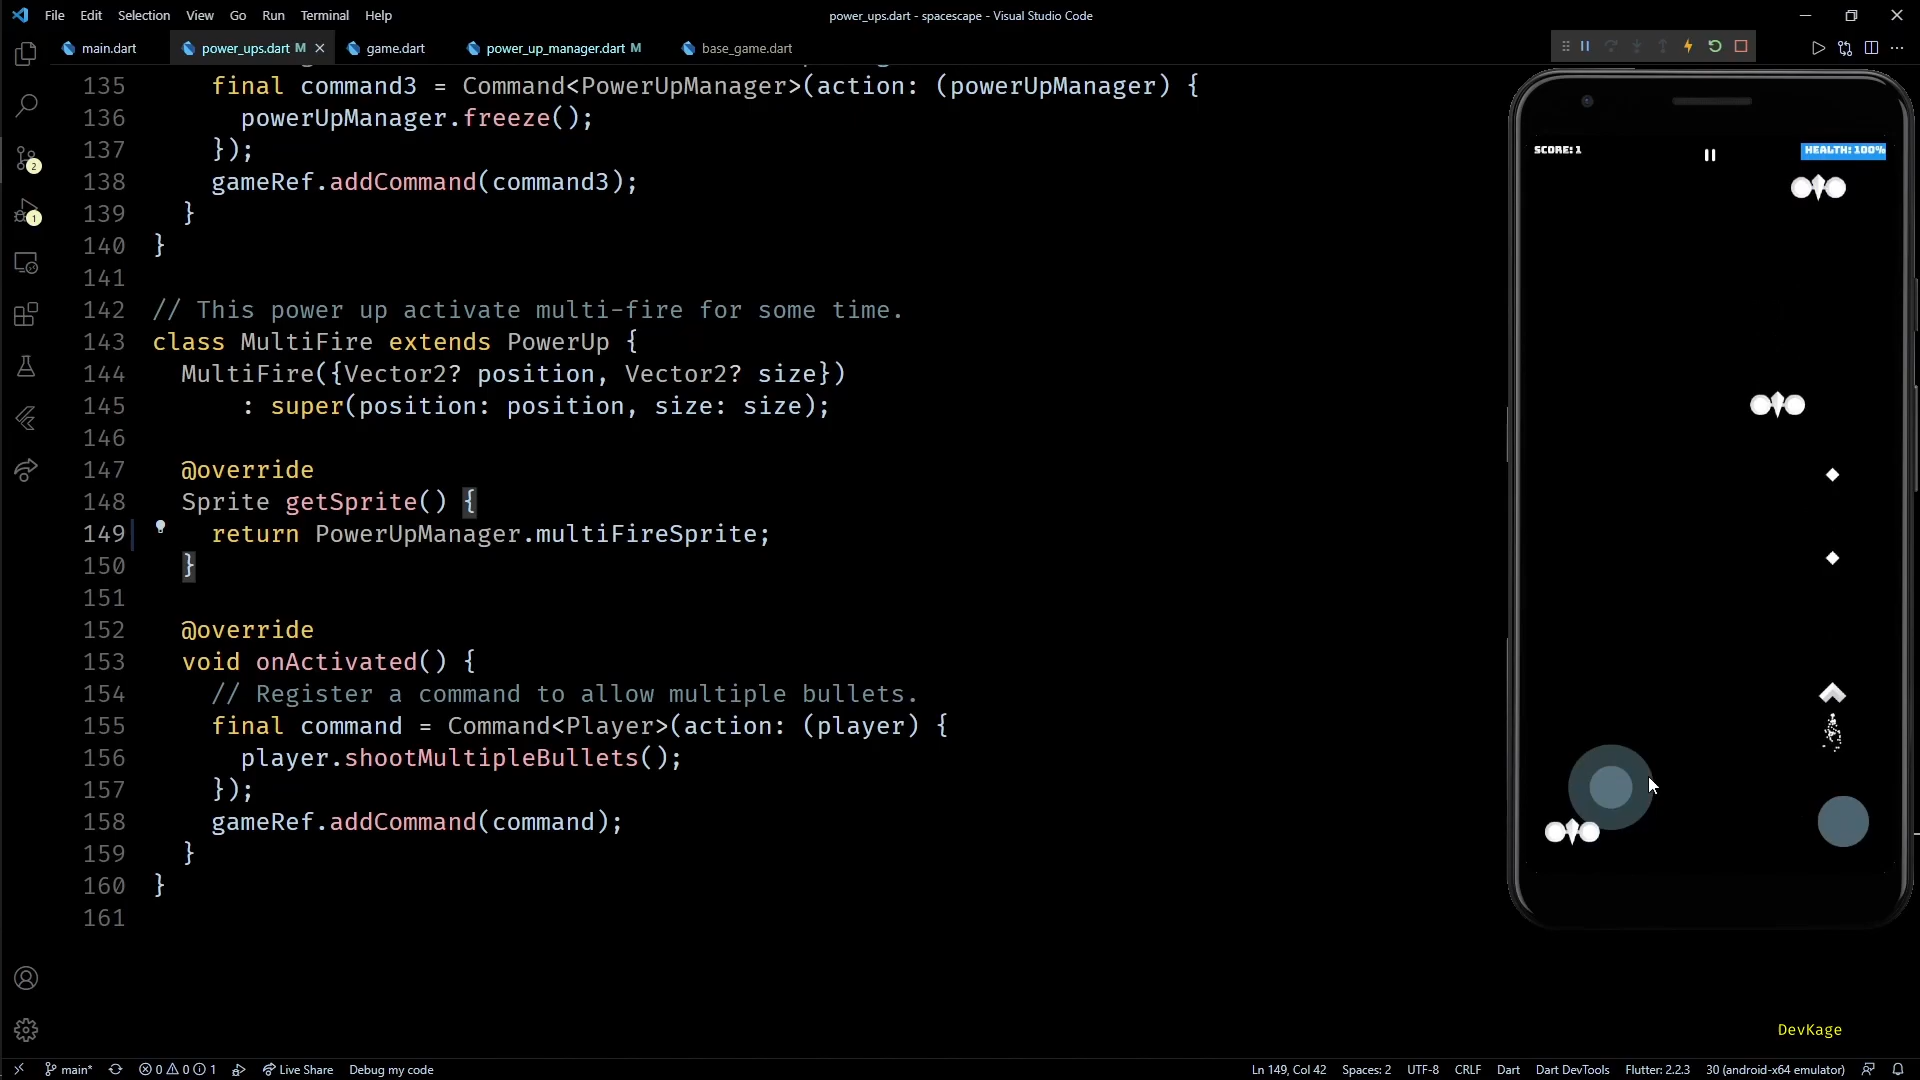 File Edit Selection View Go Run Terminal Help
power_ups.dart - spacescape - Visual Studio Code
main.dart
power_ups.dart M
game.dart
power_up_manager.dart M
base_game.dart
135 final command3 = Command<PowerUpManager>(action: (powerUpManager) {
136 powerUpManager.freeze();
137 });
138 gameRef.addCommand(command3);
139 }
140 }
141
142 // This power up activate multi-fire for some time.
143 class MultiFire extends PowerUp {
144 MultiFire({Vector2? position, Vector2? size})
145 : super(position: position, size: size);
146
147 @override
148 Sprite getSprite() {
149 return PowerUpManager.multiFireSprite;
150 }
151
152 @override
153 void onActivated() {
154 // Register a command to allow multiple bullets.
155 final command = Command<Player>(action: (player) {
156 player.shootMultipleBullets();
157 });
158 gameRef.addCommand(command);
159 }
160 }
161
SCORE: 1
HEALTH: 100%
2
1
DevKage
main* 0 0 1 Live Share Debug my code
Ln 149, Col 42 Spaces: 2 UTF-8 CRLF Dart Dart DevTools Flutter: 2.2.3 30 (android-x64 emulator)